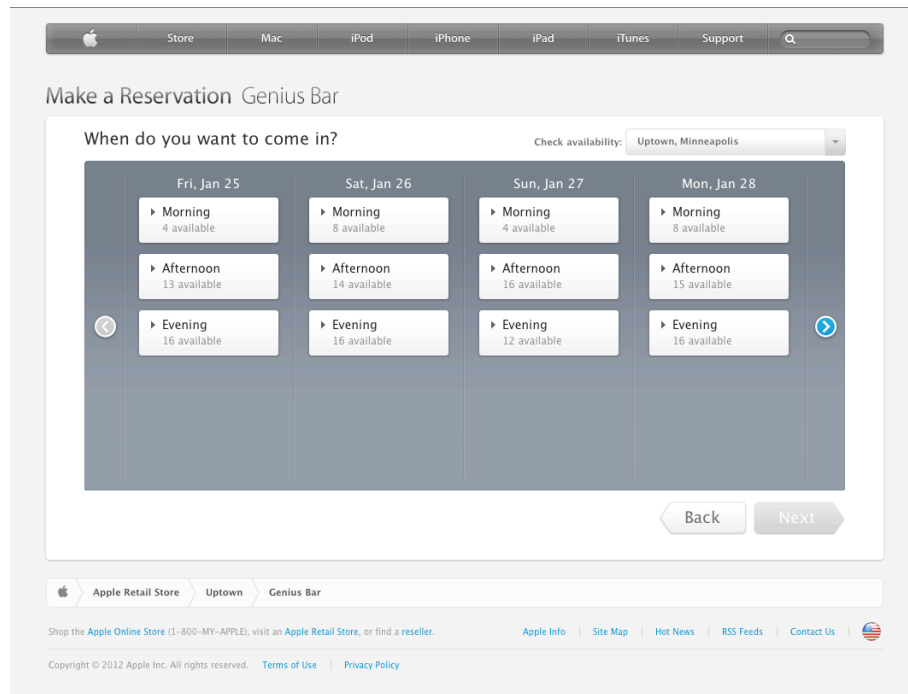 Store Mac iPod iPhone iPad iTunes Support
Make a Reservation Genius Bar
When do you want to come in?
Check availability: Uptown, Minneapolis
Fri, Jan 25 Sat, Jan 26 Sun, Jan 27 Mon, Jan 28
Morning Morning Morning Morning
4 available 8 available 4 available 8 available
Afternoon Afternoon Afternoon Afternoon
13 available 14 available 16 available 15 available
Evening Evening Evening Evening
16 available 16 available 12 available 16 available
Back Next
Apple Retail Store Uptown Genius Bar
Shop the Apple Online Store (1-800-MY-APPLE), visit an Apple Retail Store, or find a reseller. Apple Info Site Map Hot News RSS Feeds Contact Us
Copyright © 2012 Apple Inc. All rights reserved. Terms of Use Privacy Policy